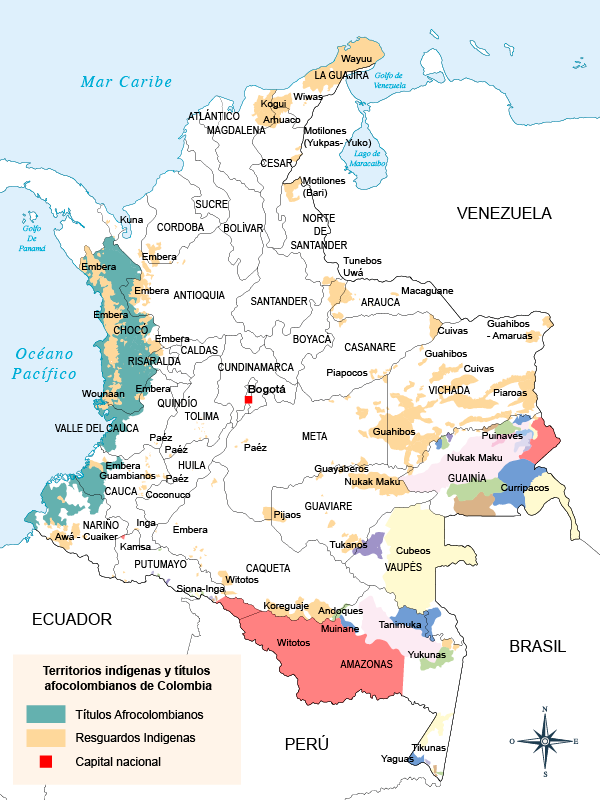 Wayuu
LA GUAJIRA
Mar Caribe
Golfo de
Venezuela
Wiwas
Kogui
ATLÁNTICO
Arhuaco
MAGDALENA
Motilones
(Yukpas- Yuko)
Lago de
Maracaibo
CESAR
Motilones
(Bari)
SUCRE
VENEZUELA
Kuna
CORDOBA
BOLÍVAR
NORTE
DE
SANTANDER
Golfo
De
Panamá
Embera
Embera
Tunebos
Uwá
Embera
ANTIOQUIA
Macaguane
SANTANDER
ARAUCA
Embera
CHOCÓ
Cuivas
Guahibos
- Amaruas
Embera
BOYACA
CASANARE
CALDAS
Guahibos
Océano
Pacífico
RISARALDA
CUNDINAMARCA
Piapocos
Cuivas
Embera
Bogotá
VICHADA
Piaroas
Wounaan
QUINDÍO
TOLIMA
VALLE DEL CAUCA
Paéz
META
Guahibos
Puinaves
Paéz
Paéz
Nukak Maku
Embera
HUILA
Guayaberos
Guambianos
Paéz
Nukak Makú
GUAINÍA
CAUCA
Coconuco
Curripacos
GUAVIARE
NARIÑO
Inga
Embera
Pijaos
Awá - Cuaiker
Kamsa
Tukanos
Cubeos
PUTUMAYO
CAQUETA
VAUPÉS
Witotos
Siona-Inga
Koreguaje
Andoques
ECUADOR
Muinane
Tanimuka
Witotos
BRASIL
Yukunas
AMAZONAS
Territorios indígenas y títulos
afocolombianos de Colombia
Títulos Afrocolombianos
Resguardos Indigenas
Capital nacional
PERÚ
Tikunas
Yaguas
N
O
E
S